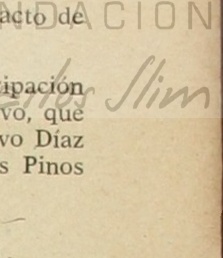 NDACION
acto de
ipación
Carlos Slim
vo, que
vo Díaz
s Pinos